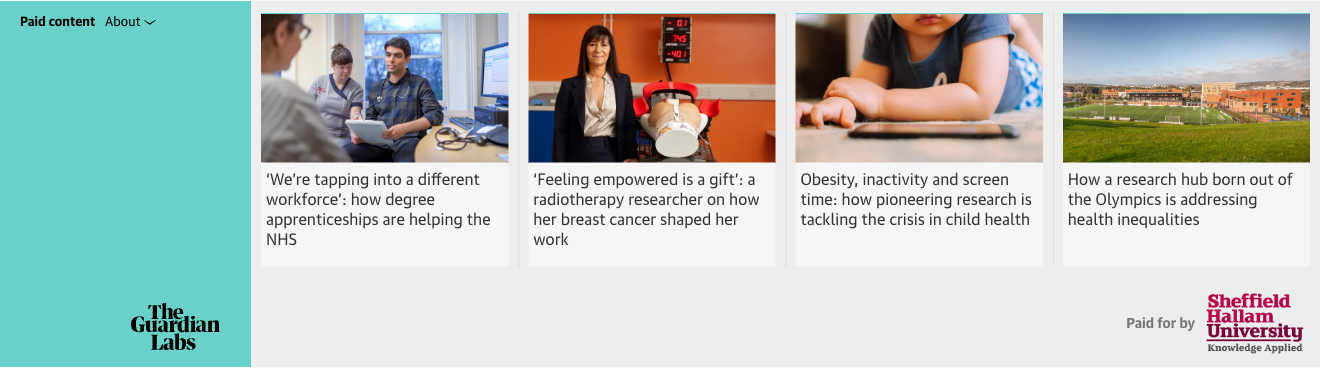 Paid content About
‘We’re tapping into a different
workforce’: how degree
apprenticeships are helping the
NHS
‘Feeling empowered is a gift’: a
radiotherapy researcher on how
her breast cancer shaped her
work
Obesity, inactivity and screen
time: how pioneering research is
tackling the crisis in child health
How a research hub born out of
the Olympics is addressing
health inequalities
The
Guardian
Labs
Paid for by
Sheffield
Hallam
University
Knowledge Applied